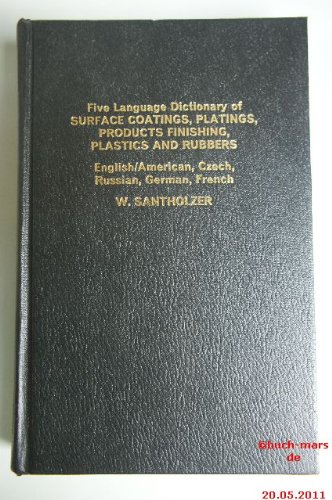 Five Language Dictionary of
SURFACE COATINGS, PLATINGS,
PRODUCTS FINISHING,
PLASTICS AND RUBBERS
English/American, Czech,
Russian, German, French
W. SANTHOLZER
©buch-mars
de
20.05.2011